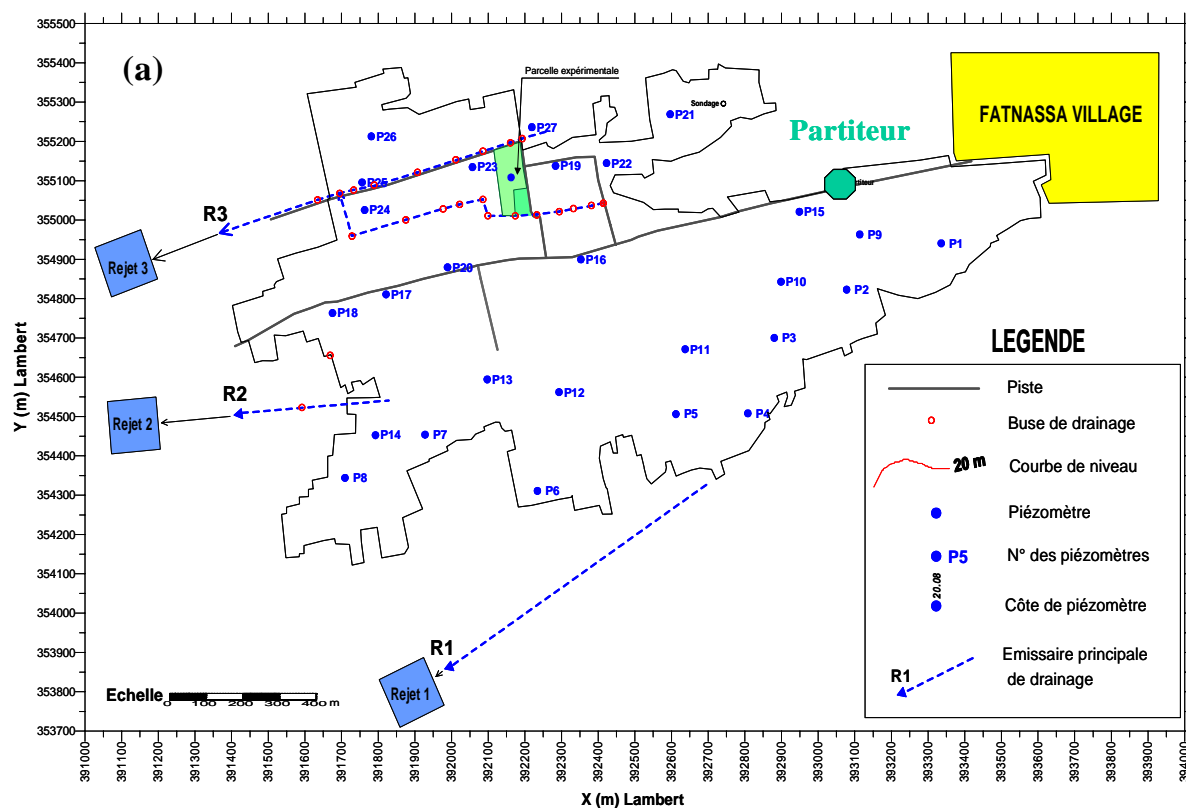 (a)
Parcelle expérimentale
Sondage
FATNASSA VILLAGE
Partiteur
P26
P27
P21
P25
P23
P19
P22
P24
P15
P9
P1
R3
Rejet 3
P20
P16
P10
P2
P17
P18
P11
P3
P13
P12
P5
P4
R2
Rejet 2
P14
P7
P8
P6
R1
Rejet 1
LEGENDE
Piste
Buse de drainage
20 m
Courbe de niveau
Piézomètre
P5
N° des piézomètres
20.08
Côte de piézomètre
R1
Emissaire principale
de drainage
Echelle
0 100 200 300 400 m
Y (m) Lambert
355500
355400
355300
355200
355100
355000
354900
354800
354700
354600
354500
354400
354300
354200
354100
354000
353900
353800
353700
391000
391100
391200
391300
391400
391500
391600
391700
391800
391900
392000
392100
392200
392300
392400
392500
392600
392700
392800
392900
393000
393100
393200
393300
393400
393500
393600
393700
393800
393900
394000
X (m) Lambert